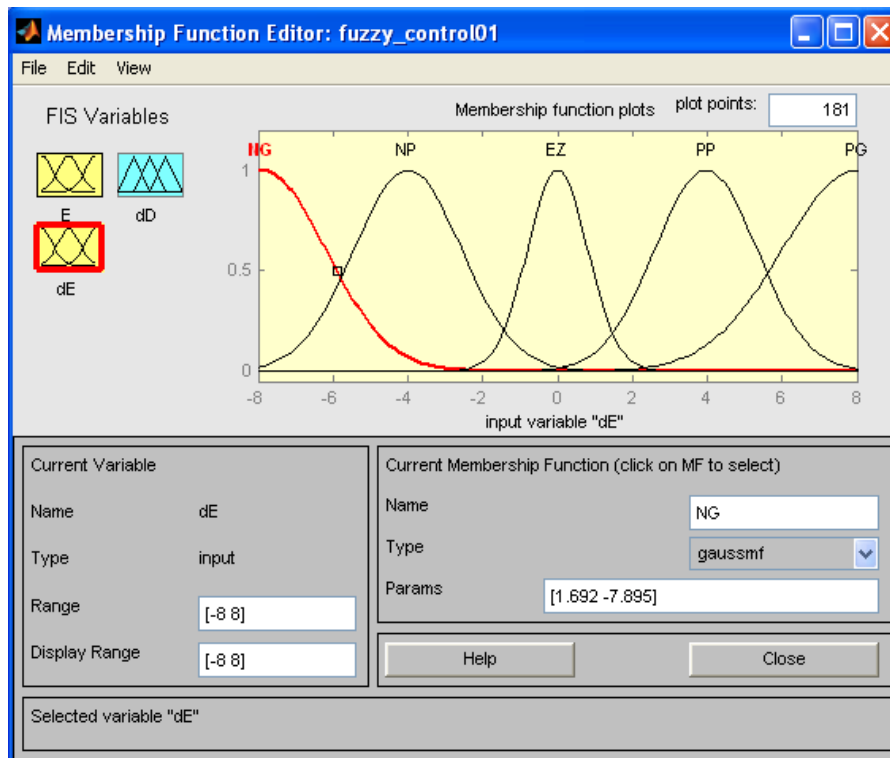 Membership Function Editor: fuzzy_control01
File Edit View
FIS Variables
Membership function plots plot points: 181
E dD
dE
NG NP EZ PP PG
1
0.5
0
-8 -6 -4 -2 0 2 4 6 8
input variable "dE"
Current Variable
Name dE
Type input
Range [-8 8]
Display Range [-8 8]
Current Membership Function (click on MF to select)
Name NG
Type gaussmf
Params [1.692 -7.895]
Help Close
Selected variable "dE"